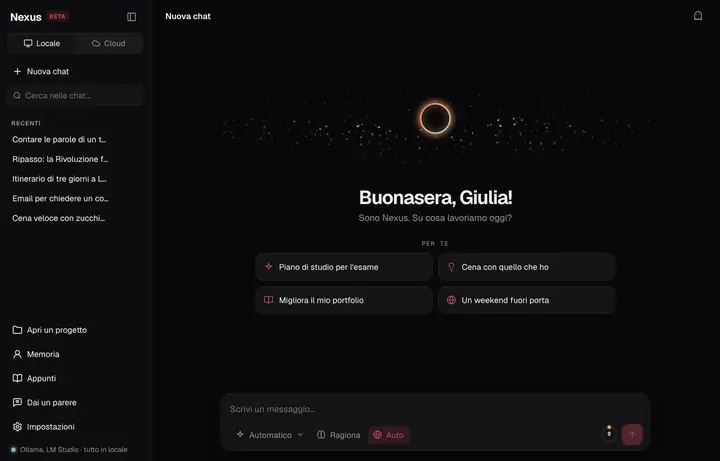 Nexus BETA
Locale Cloud
Nuova chat
Cerca nelle chat...
RECENTI
Contare le parole di un t...
Ripasso: la Rivoluzione f...
Itinerario di tre giorni a L...
Email per chiedere un co...
Cena veloce con zucchi...
Apri un progetto
Memoria
Appunti
Dai un parere
Impostazioni
Ollama, LM Studio · tutto in locale
Nuova chat
Buonasera, Giulia!
Sono Nexus. Su cosa lavoriamo oggi?
PER TE
Piano di studio per l'esame
Cena con quello che ho
Migliora il mio portfolio
Un weekend fuori porta
Scrivi un messaggio...
Automatico Ragiona Auto
0